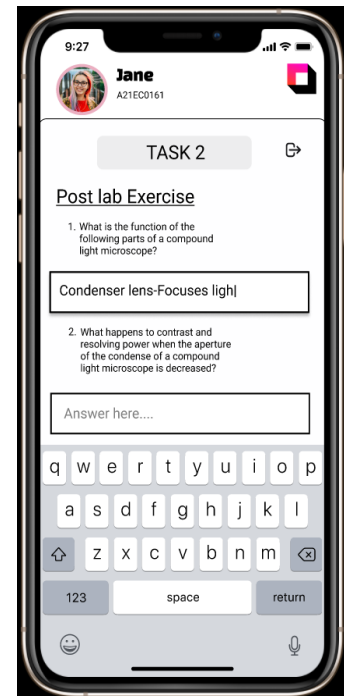 9:27
Jane
A21EC0161
TASK 2
Post lab Exercise
1. What is the function of the
following parts of a compound
light microscope?
Condenser lens-Focuses ligh
2. What happens to contrast and
resolving power when the aperture
of the condense of a compound
light microscope is decreased?
Answer here....
q w e r t y u i o p
a s d f g h j k l
z x c v b n m
123 space return